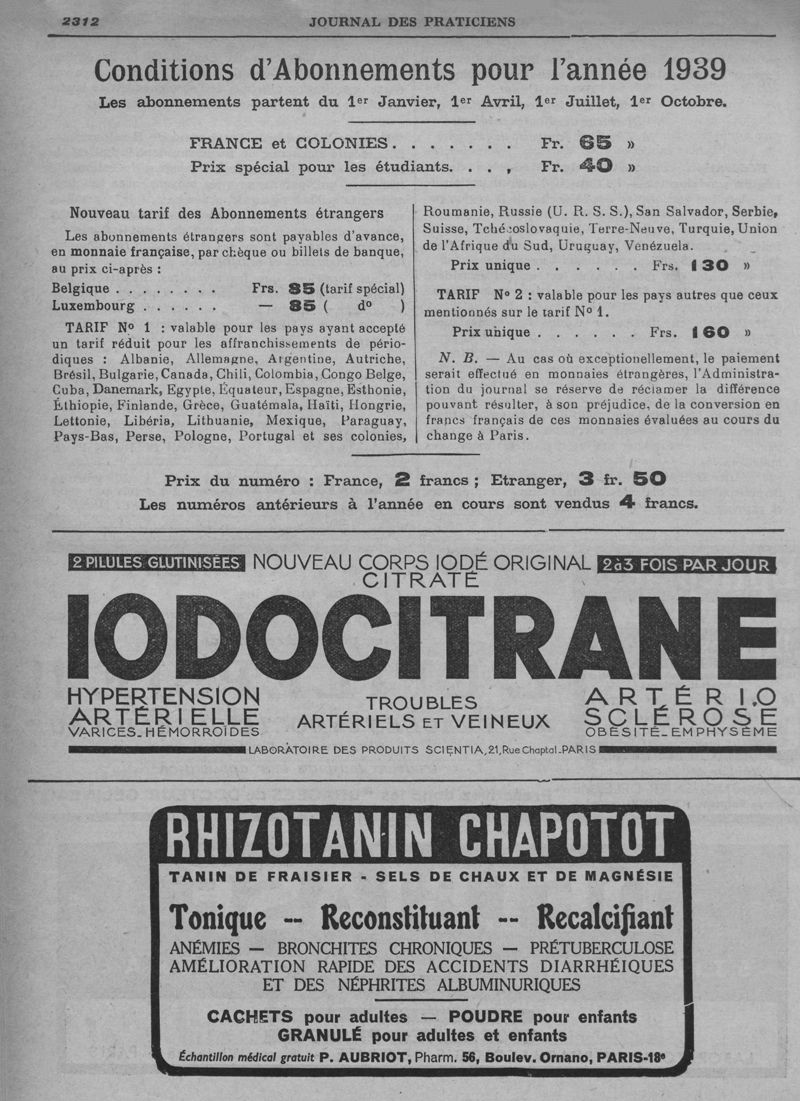 2312
JOURNAL DES PRATICIENS
Conditions d'Abonnements pour l'année 1939
Les abonnements partent du 1er Janvier, 1er Avril, 1er Juillet, 1er Octobre.
FRANCE et COLONIES. . . . . . . Fr. 65 »
Prix spécial pour les étudiants. . . , Fr. 40 »
Nouveau tarif des Abonnements étrangers
Les abonnements étrangers sont payables d'avance,
en monnaie française, par chèque ou billets de banque,
au prix ci-après :
Belgique . . . . . . . . Frs. 85 (tarif spécial)
Luxembourg . . . . . . — 85 ( do )
TARIF No 1 : valable pour les pays ayant accepté
un tarif réduit pour les affranchissements de pério-
diques : Albanie, Allemagne, Argentine, Autriche,
Brésil, Bulgarie, Canada, Chili, Colombia, Congo Belge,
Cuba, Danemark, Egypte, Équateur, Espagne, Esthonie,
Éthiopie, Finlande, Grèce, Guatémala, Haïti, Hongrie,
Lettonie, Libéria, Lithuanie, Mexique, Paraguay,
Pays-Bas, Perse, Pologne, Portugal et ses colonies,
Roumanie, Russie (U. R. S. S.), San Salvador, Serbie,
Suisse, Tchécoslovaquie, Terre-Neuve, Turquie, Union
de l'Afrique du Sud, Uruguay, Venézuela.
Prix unique . . . . . . Frs. 130 »
TARIF No 2 : valable pour les pays autres que ceux
mentionnés sur le tarif No 1.
Prix unique . . . . . . Frs. 160 »
N. B. — Au cas où exceptionellement, le paiement
serait effectué en monnaies étrangères, l'Administra-
tion du journal se réserve de réclamer la différence
pouvant résulter, à son préjudice, de la conversion en
francs français de ces monnaies évaluées au cours du
change à Paris.
Prix du numéro : France, 2 francs ; Etranger, 3 fr. 50
Les numéros antérieurs à l'année en cours sont vendus 4 francs.
2 PILULES GLUTINISÉES NOUVEAU CORPS IODÉ ORIGINAL 2 à 3 FOIS PAR JOUR
CITRATÉ
IODOCITRANE
HYPERTENSION
ARTÉRIELLE
VARICES_HÉMORROÏDES
TROUBLES
ARTÉRIELS ET VEINEUX
ARTÉRIO
SCLÉROSE
OBÉSITÉ_EMPHYSÈME
LABORATOIRE DES PRODUITS SCIENTIA, 21, Rue Chaptal_PARIS
RHIZOTANIN CHAPOTOT
TANIN DE FRAISIER - SELS DE CHAUX ET DE MAGNÉSIE
Tonique -- Reconstituant -- Recalcifiant
ANÉMIES — BRONCHITES CHRONIQUES — PRÉTUBERCULOSE
AMÉLIORATION RAPIDE DES ACCIDENTS DIARRHÉIQUES
ET DES NÉPHRITES ALBUMINURIQUES
CACHETS pour adultes — POUDRE pour enfants
GRANULÉ pour adultes et enfants
Échantillon médical gratuit P. AUBRIOT, Pharm. 56, Boulev. Ornano, PARIS-18e